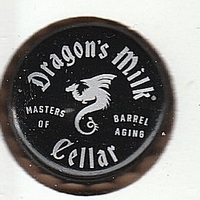 Dragon's Milk
MASTERS OF
BARREL AGING
Cellar